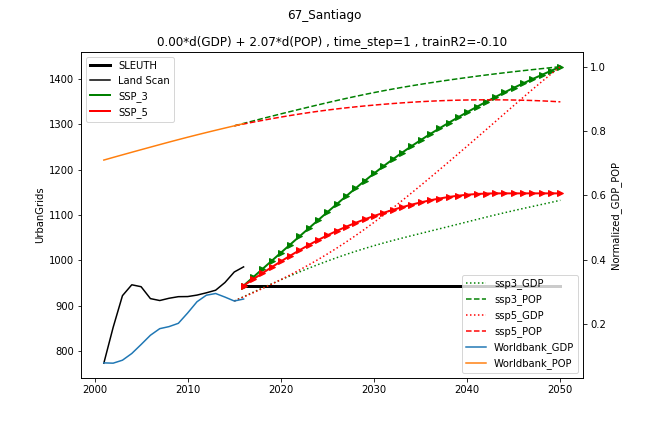 67_Santiago
0.00*d(GDP) + 2.07*d(POP) , time_step=1 , trainR2=-0.10
SLEUTH
Land Scan
SSP_3
SSP_5
1400
1300
1200
1100
1000
900
800
UrbanGrids
1.0
0.8
0.6
0.4
0.2
Normalized_GDP_POP
ssp3_GDP
ssp3_POP
ssp5_GDP
ssp5_POP
Worldbank_GDP
Worldbank_POP
2000 2010 2020 2030 2040 2050